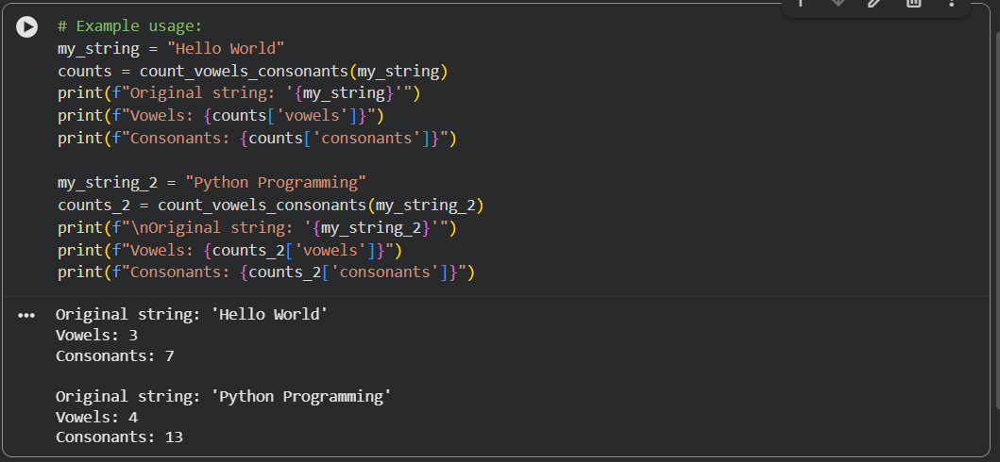 # Example usage:
my_string = "Hello World"
counts = count_vowels_consonants(my_string)
print(f"Original string: '{my_string}'")
print(f"Vowels: {counts['vowels']}")
print(f"Consonants: {counts['consonants']}")

my_string_2 = "Python Programming"
counts_2 = count_vowels_consonants(my_string_2)
print(f"\nOriginal string: '{my_string_2}'")
print(f"Vowels: {counts_2['vowels']}")
print(f"Consonants: {counts_2['consonants']}")

Original string: 'Hello World'
Vowels: 3
Consonants: 7

Original string: 'Python Programming'
Vowels: 4
Consonants: 13